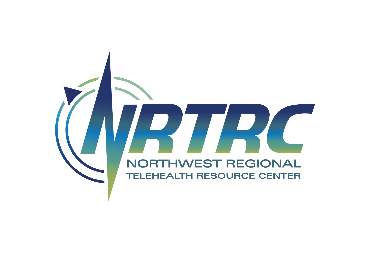 NRTRC
NORTHWEST REGIONAL
TELEHEALTH RESOURCE CENTER